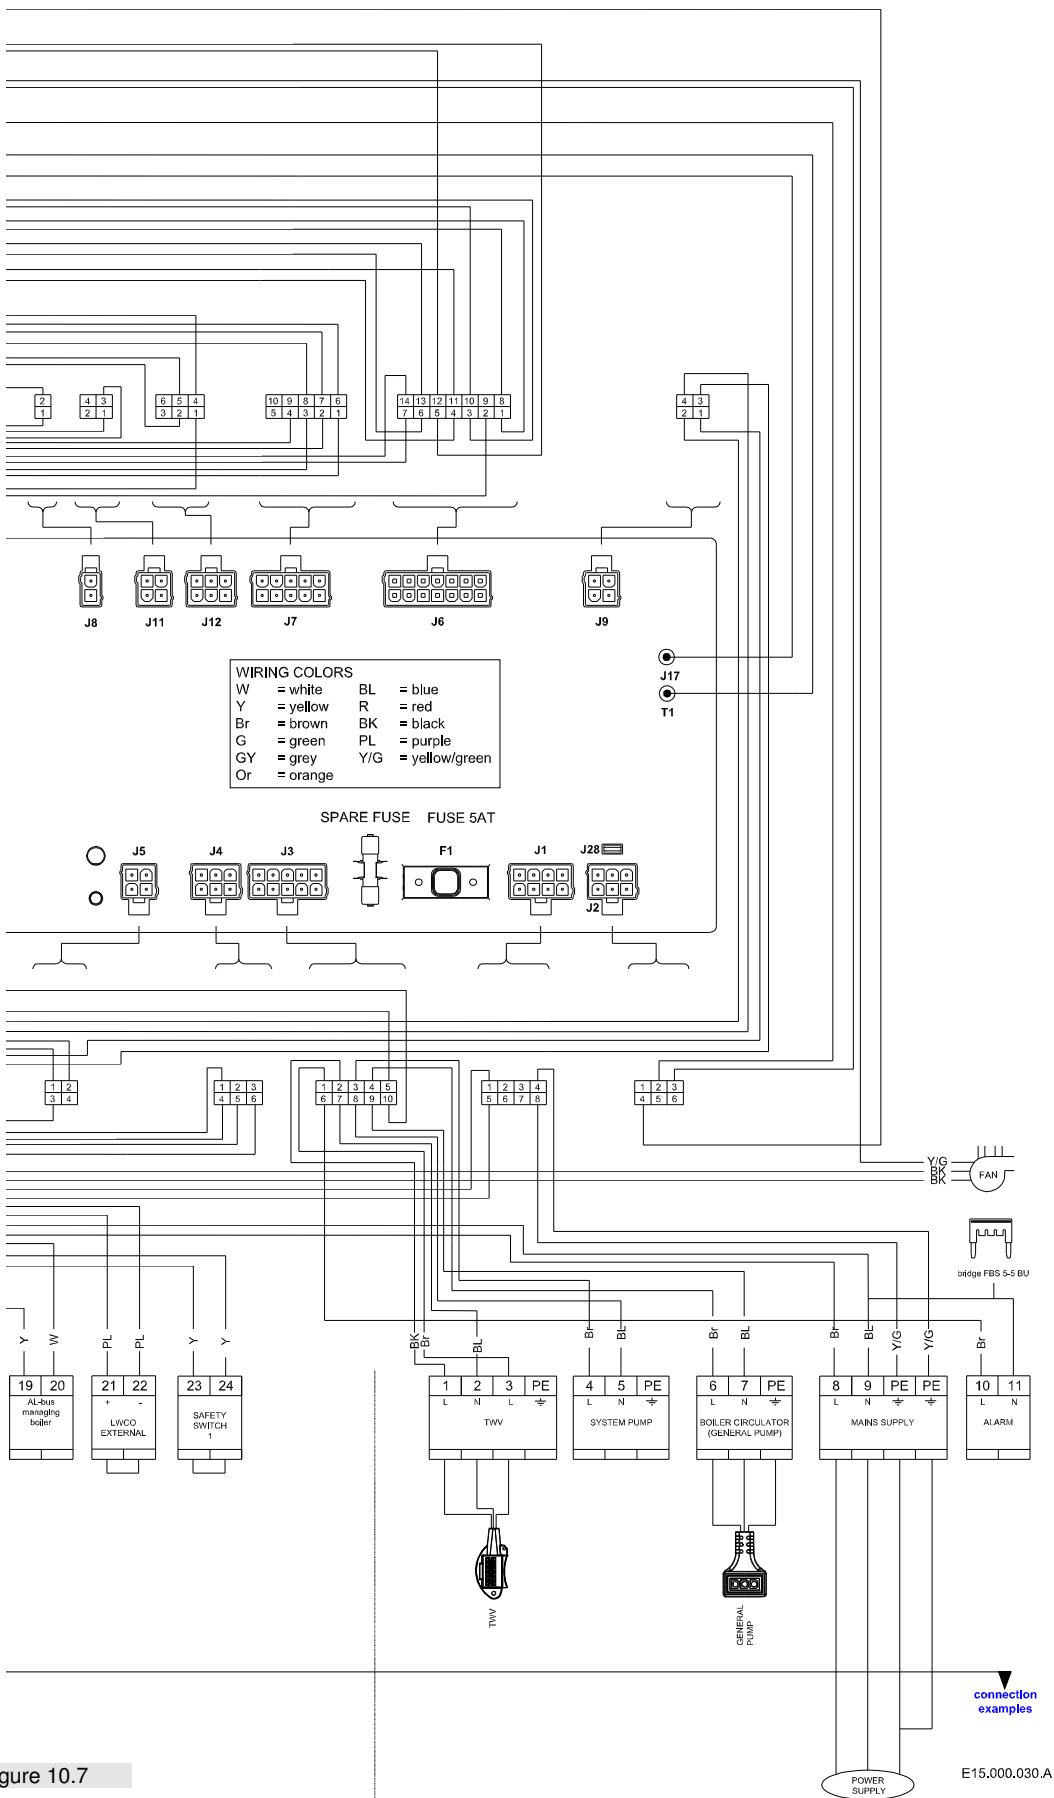 2
1
4 3
2 1
6 5 4
3 2 1
10 9 8 7 6
5 4 3 2 1
14 13 12 11 10 9 8
7 6 5 4 3 2 1
4 3
2 1
J8
J11
J12
J7
J6
J9
J17
T1
WIRING COLORS
W = white BL = blue
Y = yellow R = red
Br = brown BK = black
G = green PL = purple
GY = grey Y/G = yellow/green
Or = orange
SPARE FUSE FUSE 5AT
J5
J4
J3
F1
J1
J28
J2
1 2
3 4
1 2 3
4 5 6
1 2 3 4 5
6 7 8 9 10
1 2 3 4
5 6 7 8
1 2 3
4 5 6
Y/G
BK
BK
FAN
bridge FBS 5-5 BU
Y W PL PL Y Y BK Br BL Br BL Br BL Br BL Y/G Y/G Br
19 20
AL-bus
managing
boiler
21 22
+ -
LWCO
EXTERNAL
23 24
SAFETY
SWITCH
1
1 2 3 PE
L N L
TWV
4 5 PE
L N
SYSTEM PUMP
6 7 PE
L N
BOILER CIRCULATOR
(GENERAL PUMP)
8 9 PE PE
L N
MAINS SUPPLY
10 11
L N
ALARM
TWV
GENERAL
PUMP
connection
examples
gure 10.7
POWER
SUPPLY
E15.000.030.A